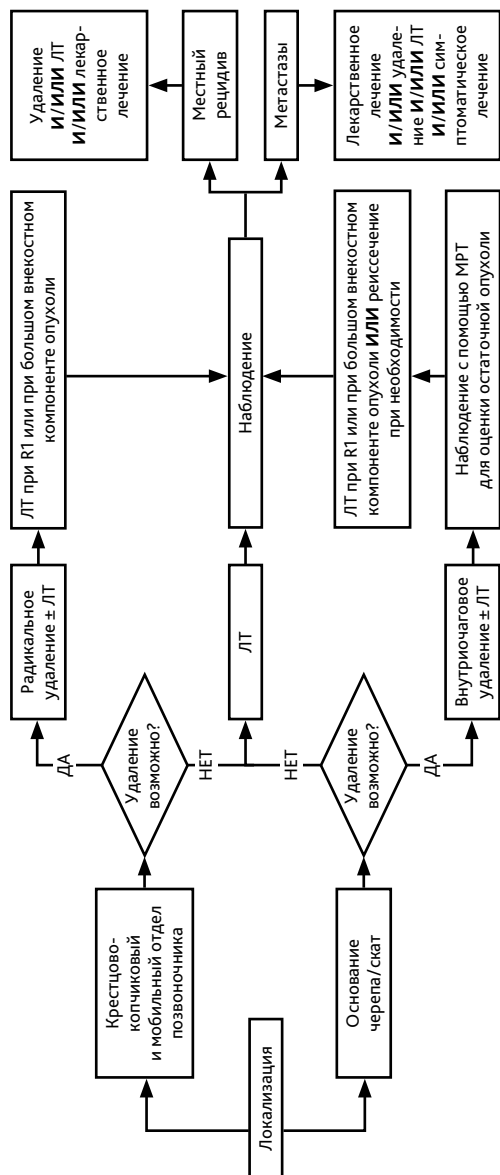 Локализация
Крестцово-
копчиковый
и мобильный отдел
позвоночника
Удаление
возможно?
ДА
НЕТ
Радикальное
удаление ± ЛТ
ЛТ при R1 или при большом внекостном
компоненте опухоли
Основание
черепа/скат
Удаление
возможно?
НЕТ
ДА
ЛТ
Внутриочаговое
удаление ± ЛТ
Наблюдение с помощью МРТ
для оценки остаточной опухоли
ЛТ при R1 или при большом внекостном
компоненте опухоли ИЛИ реиссечение
при необходимости
Наблюдение
Местный
рецидив
Удаление
И/ИЛИ ЛТ
И/ИЛИ лекар-
ственное
лечение
Метастазы
Лекарственное
лечение
И/ИЛИ удале-
ние И/ИЛИ ЛТ
И/ИЛИ сим-
птоматическое
лечение